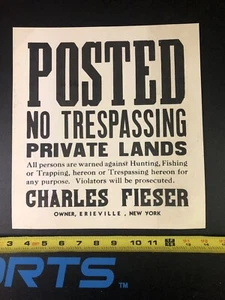 POSTED
NO TRESPASSING
PRIVATE LANDS
All persons are warned against Hunting, Fishing
or Trapping, hereon or Trespassing hereon for
any purpose. Violators will be prosecuted.
CHARLES FIESER
OWNER, ERIEVILLE, NEW YORK
3 4 5 6 7 8 9 10 11
ORTS™